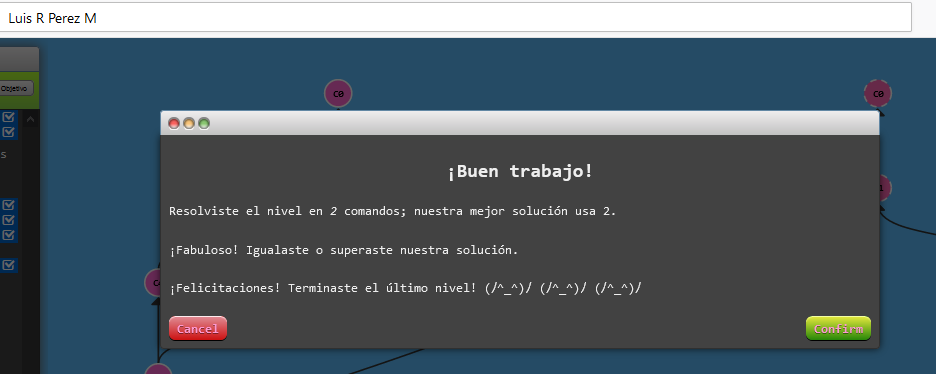 Luis R Perez M
Objetivo
C0
C0
s
¡Buen trabajo!
Resolviste el nivel en 2 comandos; nuestra mejor solución usa 2.
¡Fabuloso! Igualaste o superaste nuestra solución.
¡Felicitaciones! Terminaste el último nivel! (/^_^)/ (/^_^)/ (/^_^)/
Cancel
Confirm